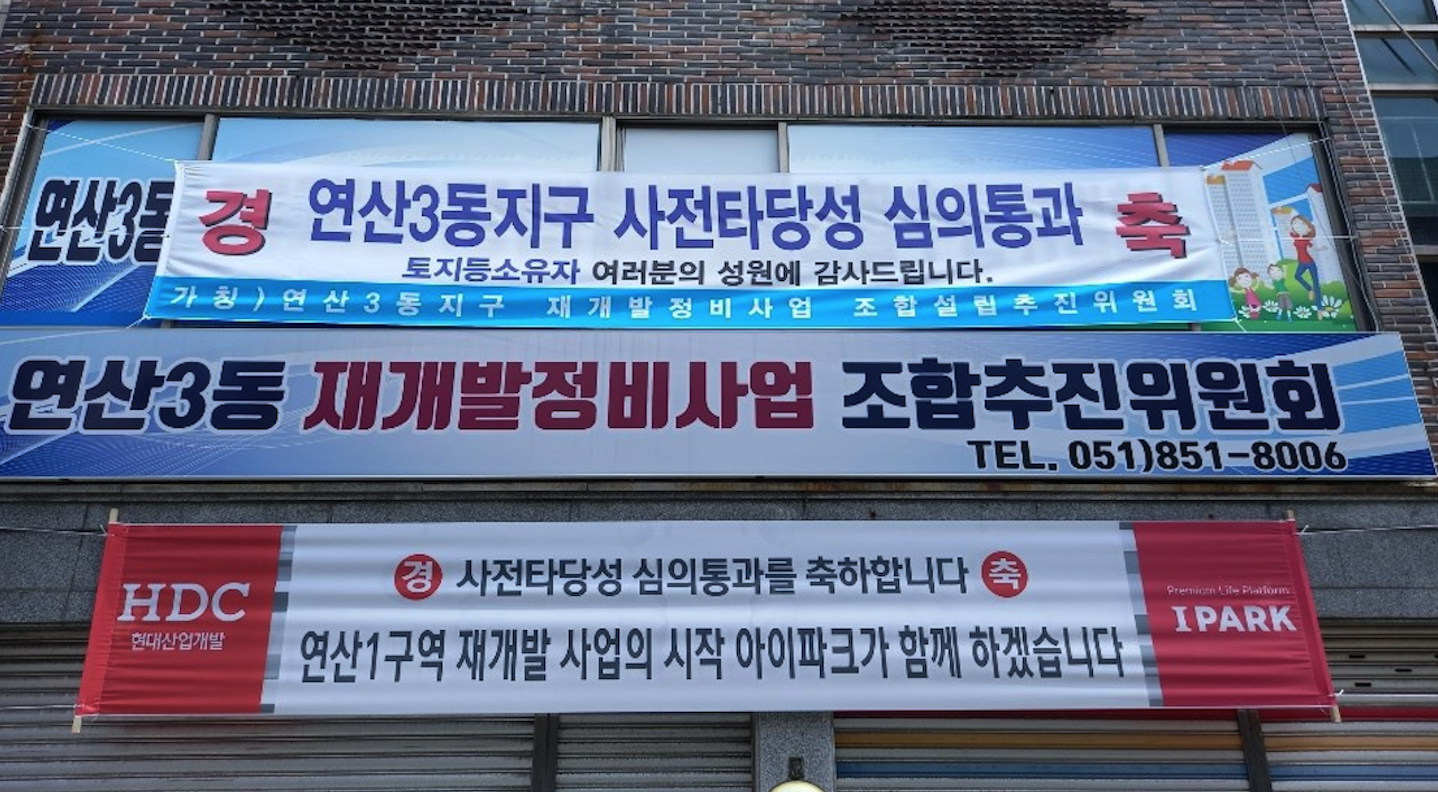 연산3동
경 연산3동지구 사전타당성 심의통과 축
토지등소유자 여러분의 성원에 감사드립니다.
가칭)연산3동지구 재개발정비사업 조합설립추진위원회
연산3동 재개발정비사업 조합추진위원회
TEL. 051)851-8006
HDC
현대산업개발
경 사전타당성 심의통과를 축하합니다 축
연산1구역 재개발 사업의 시작 아이파크가 함께 하겠습니다
Premium Life Platform
IPARK